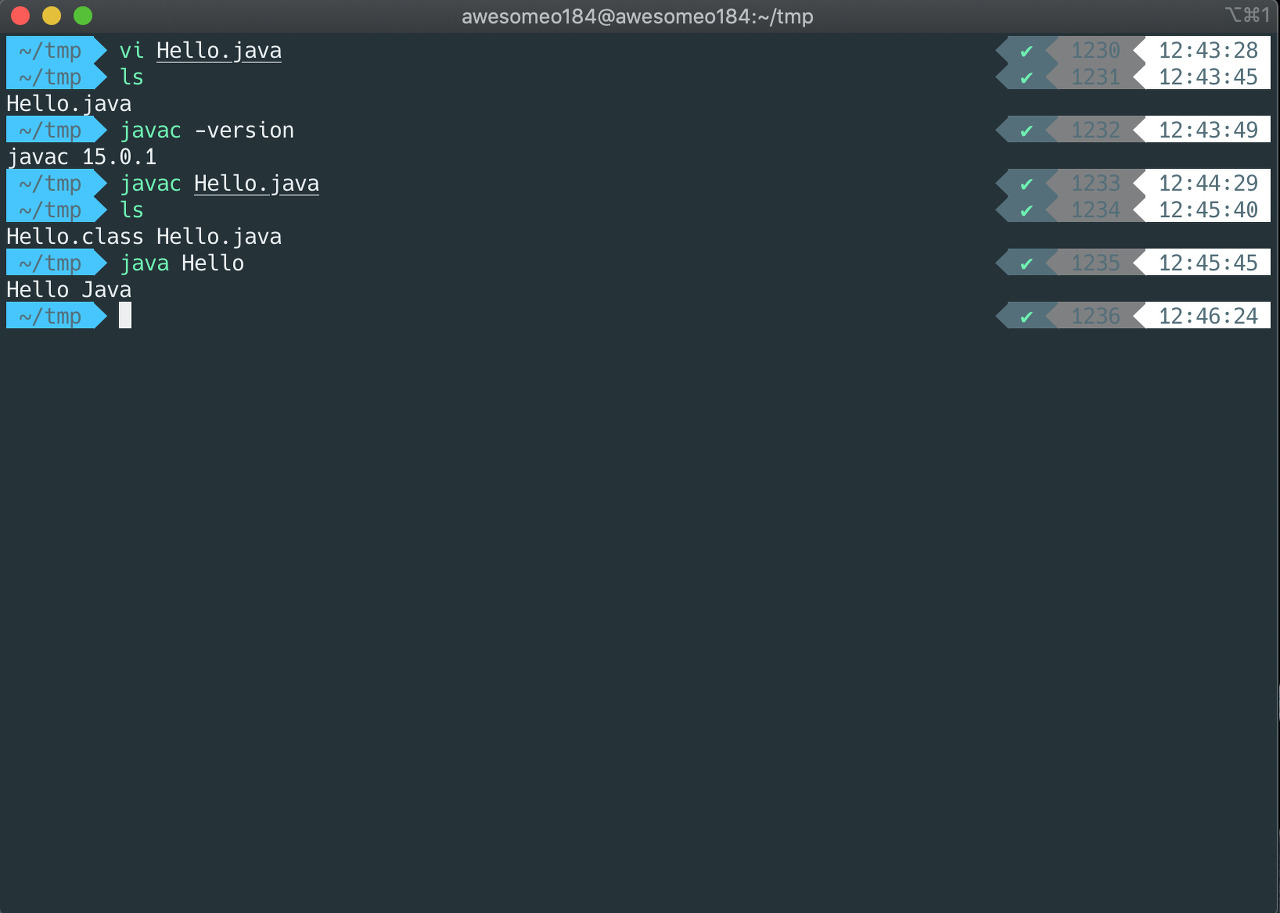 awesomeo184@awesomeo184:~/tmp ⌥⌘1
~/tmp vi Hello.java ✔ 1230 12:43:28
~/tmp ls ✔ 1231 12:43:45
Hello.java
~/tmp javac -version ✔ 1232 12:43:49
javac 15.0.1
~/tmp javac Hello.java ✔ 1233 12:44:29
~/tmp ls ✔ 1234 12:45:40
Hello.class Hello.java
~/tmp java Hello ✔ 1235 12:45:45
Hello Java
~/tmp ✔ 1236 12:46:24